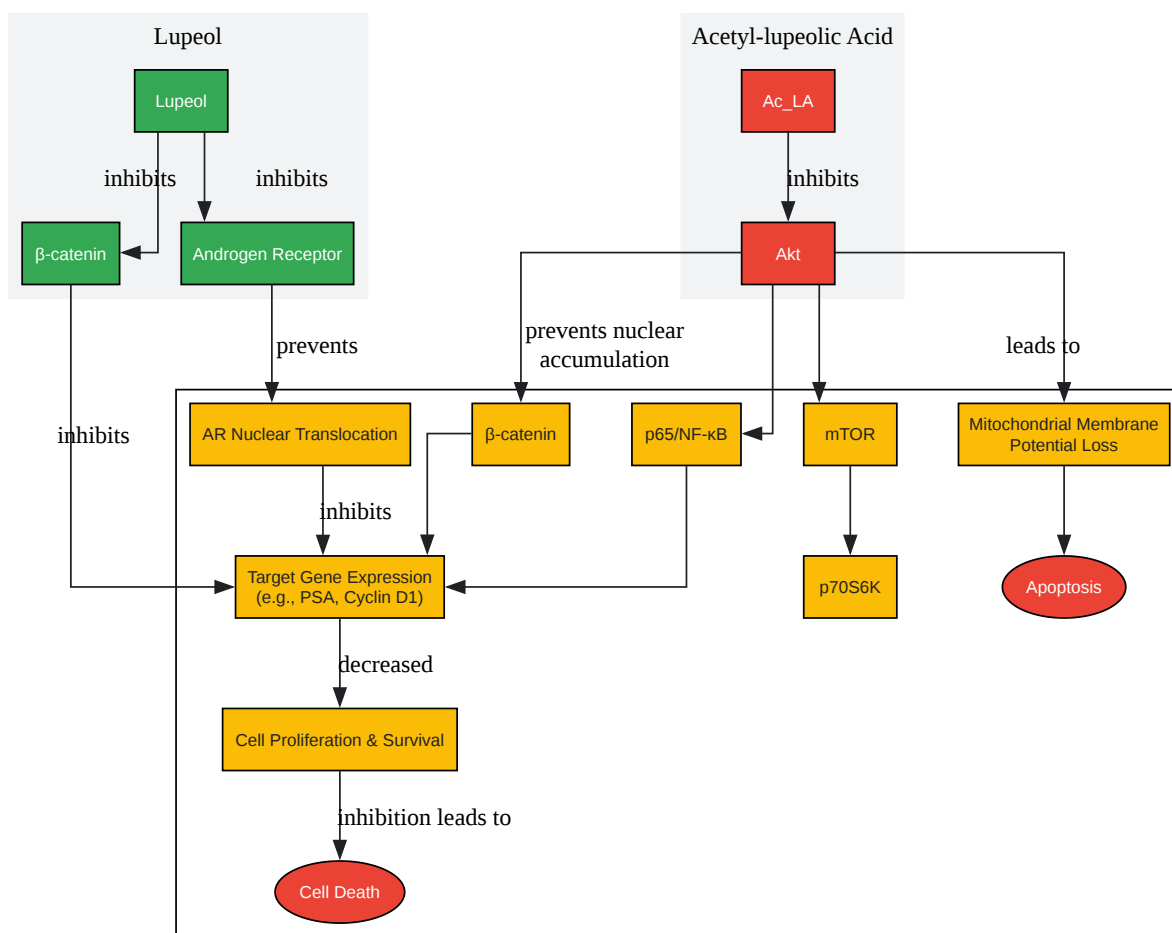 Lupeol
Acetyl-lupeolic Acid
Lupeol
Ac_LA
inhibits
inhibits
inhibits
β-catenin
Androgen Receptor
Akt
prevents
prevents nuclear
accumulation
leads to
inhibits
AR Nuclear Translocation
β-catenin
p65/NF-κB
mTOR
Mitochondrial Membrane
Potential Loss
inhibits
Target Gene Expression
(e.g., PSA, Cyclin D1)
p70S6K
Apoptosis
decreased
Cell Proliferation & Survival
inhibition leads to
Cell Death